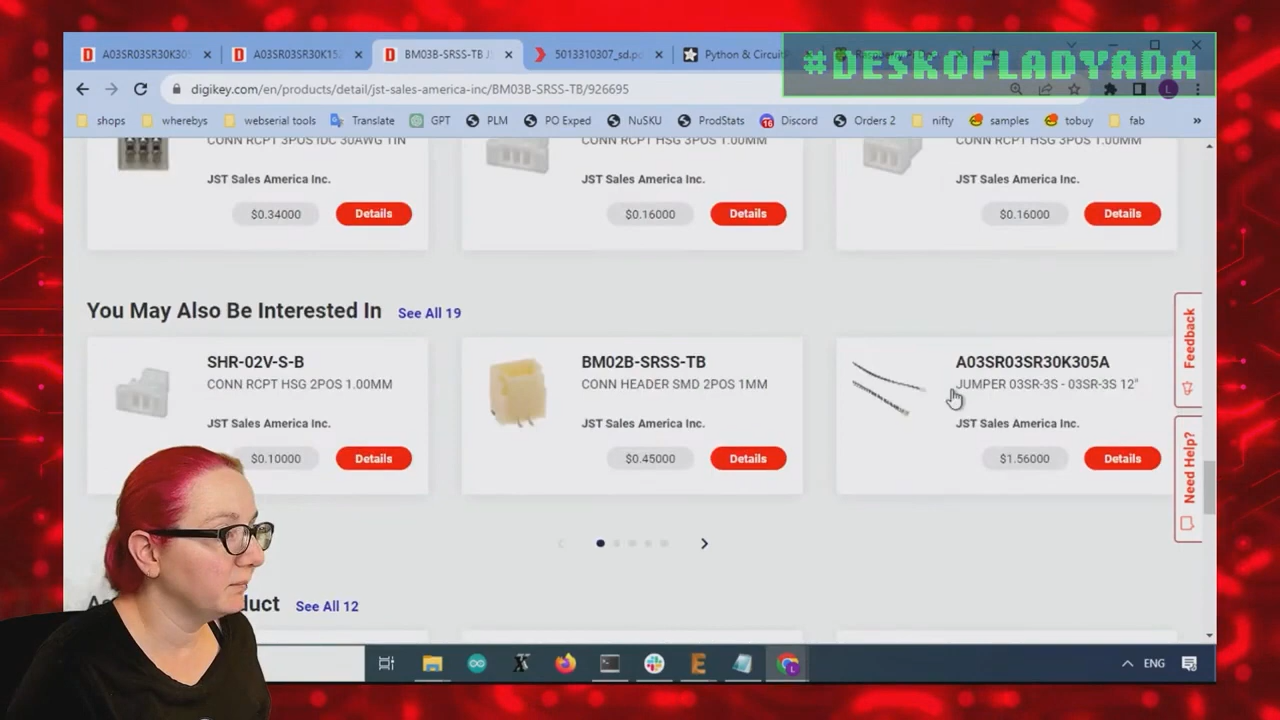 A03SR03SR30K305
A03SR03SR30K15
BM03B-SRSS-TB J
5013310307_sd.p
Python & Circuit
#DESKOFLADYADA
digikey.com/en/products/detail/jst-sales-america-inc/BM03B-SRSS-TB/926695
shops
wherebys
webserial tools
Translate
GPT
PLM
PO Exped
NuSKU
ProdStats
16
Discord
Orders 2
nifty
samples
tobuy
fab
»
CONN RCPT 3POS IDC 30AWG TIN
CONN RCPT HSG 3POS 1.00MM
CONN RCPT HSG 3POS 1.00MM
JST Sales America Inc.
JST Sales America Inc.
JST Sales America Inc.
$0.34000
Details
$0.16000
Details
$0.16000
Details
You May Also Be Interested In
See All 19
SHR-02V-S-B
CONN RCPT HSG 2POS 1.00MM
JST Sales America Inc.
$0.10000
Details
BM02B-SRSS-TB
CONN HEADER SMD 2POS 1MM
JST Sales America Inc.
$0.45000
Details
A03SR03SR30K305A
JUMPER 03SR-3S - 03SR-3S 12"
JST Sales America Inc.
$1.56000
Details
Feedback
Need Help?
See All 12
ENG